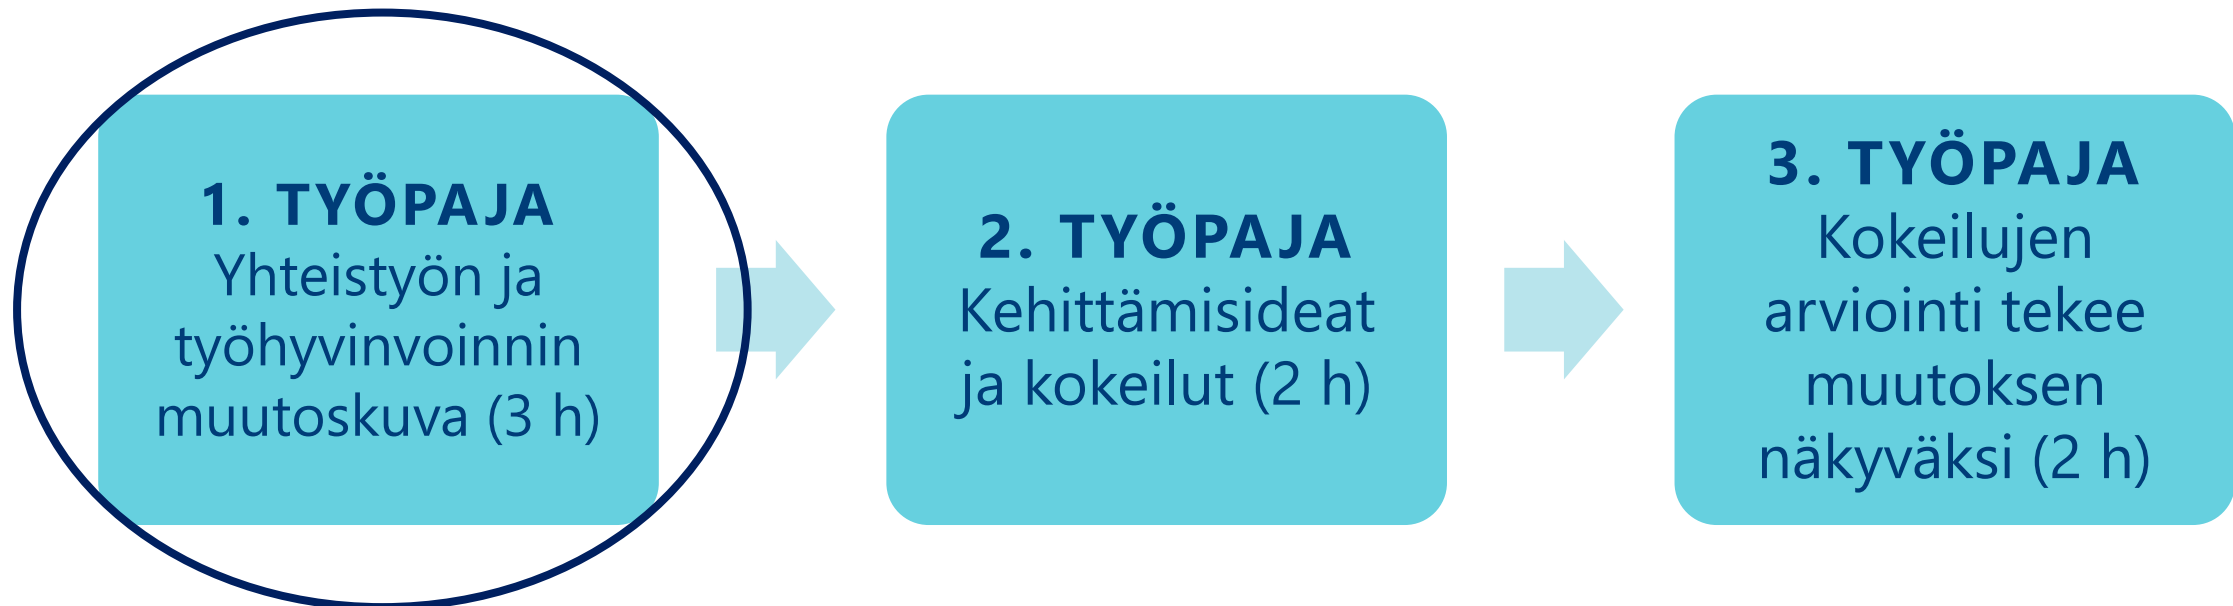 1. TYÖPAJA
Yhteistyön ja
työhyvinvoinnin
muutoskuva (3 h)
2. TYÖPAJA
Kehittämisideat
ja kokeilut (2 h)
3. TYÖPAJA
Kokeilujen
arviointi tekee
muutoksen
näkyväksi (2 h)